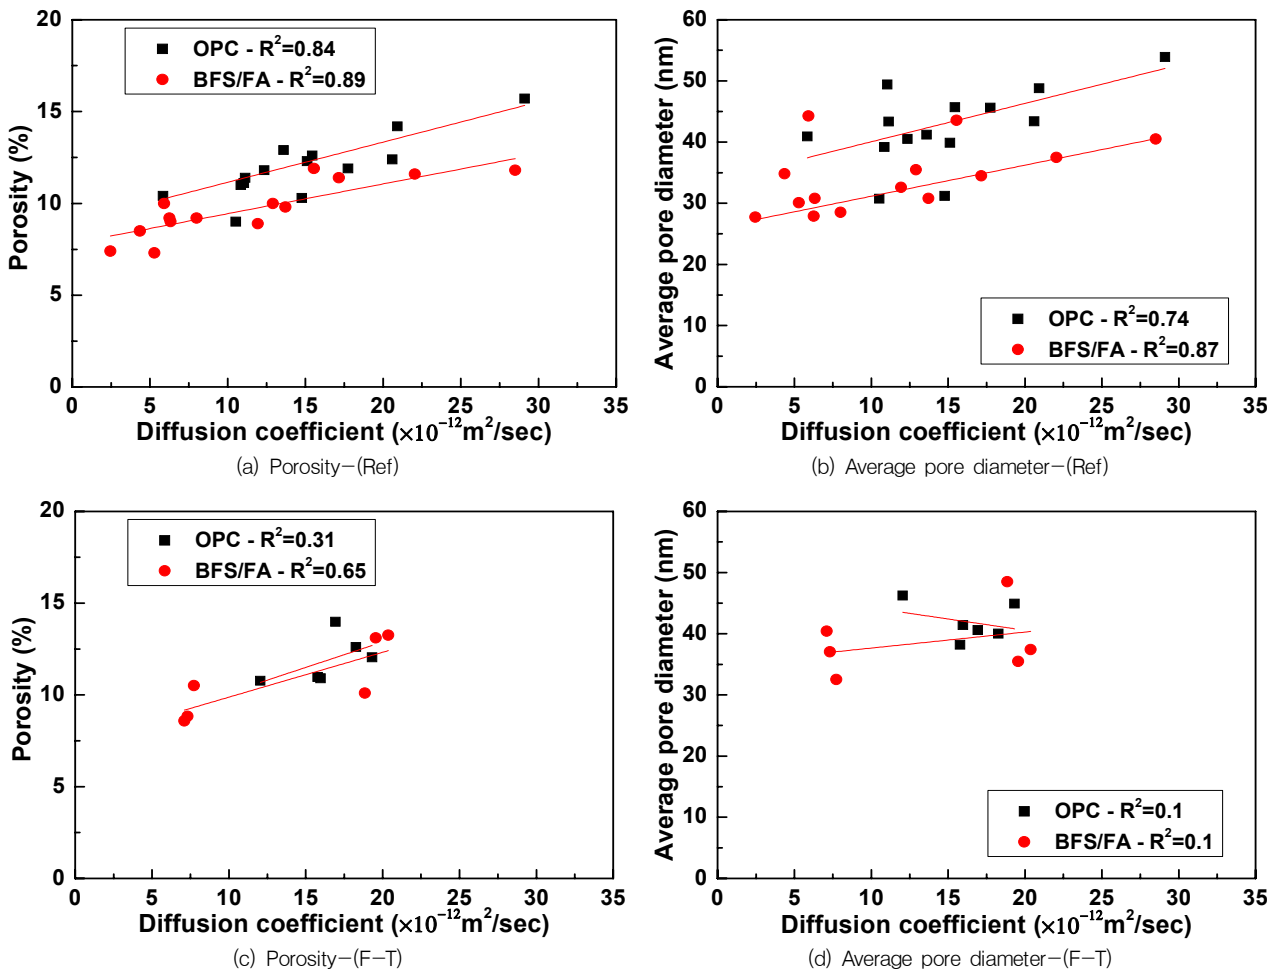 20
15
10
5
0
Porosity (%)
OPC - R²=0.84
BFS/FA - R²=0.89
0 5 10 15 20 25 30 35
Diffusion coefficient (×10⁻¹²m²/sec)
(a) Porosity-(Ref)
60
50
40
30
20
10
0
Average pore diameter (nm)
OPC - R²=0.74
BFS/FA - R²=0.87
0 5 10 15 20 25 30 35
Diffusion coefficient (×10⁻¹²m²/sec)
(b) Average pore diameter-(Ref)
20
15
10
5
0
Porosity (%)
OPC - R²=0.31
BFS/FA - R²=0.65
0 5 10 15 20 25 30 35
Diffusion coefficient (×10⁻¹²m²/sec)
(c) Porosity-(F-T)
60
50
40
30
20
10
0
Average pore diameter (nm)
OPC - R²=0.1
BFS/FA - R²=0.1
0 5 10 15 20 25 30 35
Diffusion coefficient (×10⁻¹²m²/sec)
(d) Average pore diameter-(F-T)